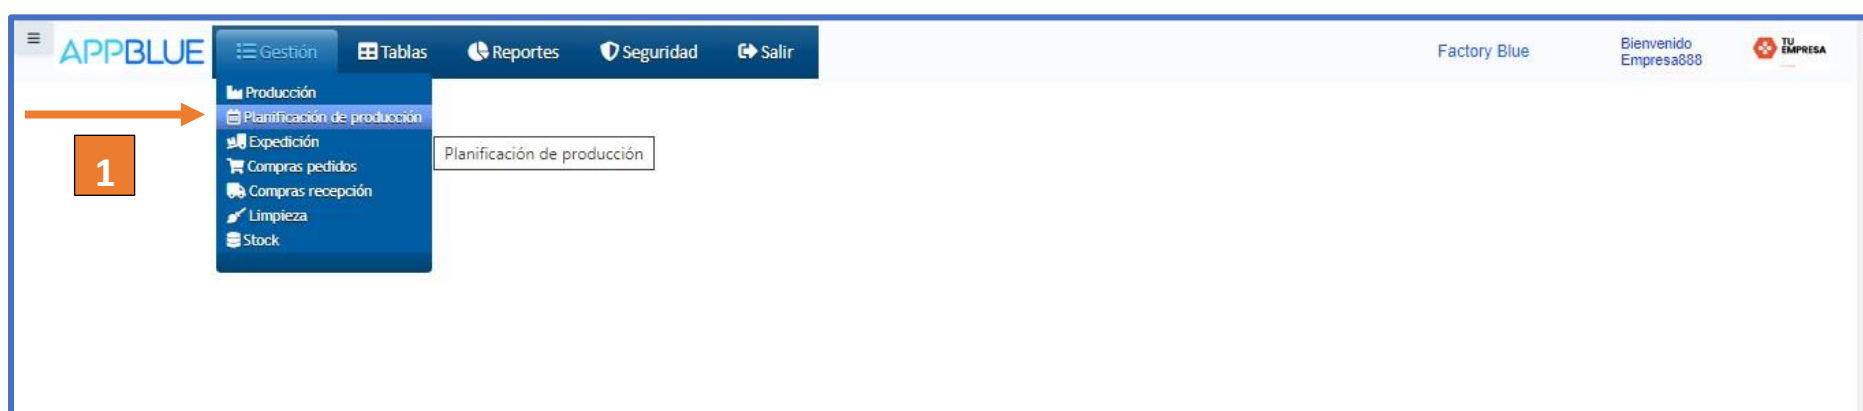 APPBLUE Gestión Tablas Reportes Seguridad Salir Factory Blue Bienvenido Empresa888 TU EMPRESA
Producción
Planificación de producción
Expedición
Planificación de producción
Compras pedidos
Compras recepción
Limpieza
Stock
1